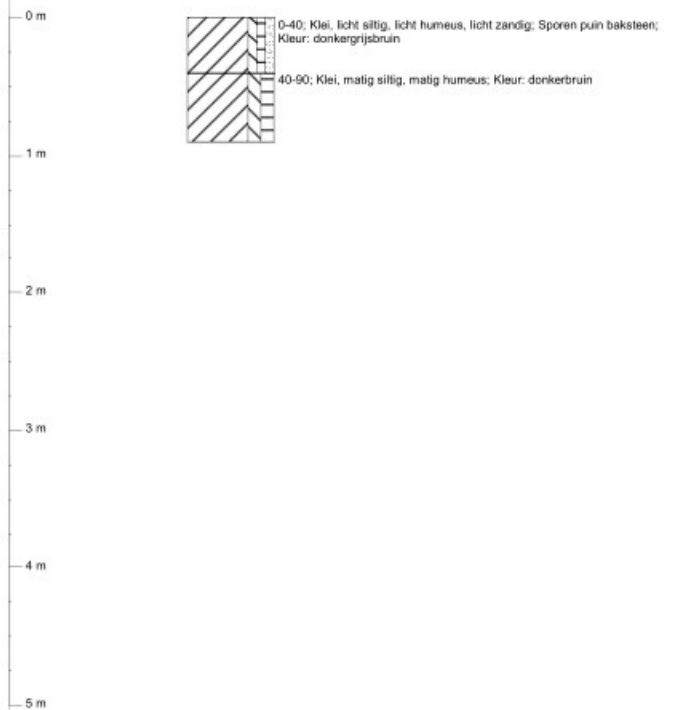 0 m
0-40; Klei, licht siltig, licht humeus, licht zandig; Sporen puin baksteen;
Kleur: donkergrijsbruin
40-90; Klei, matig siltig, matig humeus; Kleur: donkerbruin
1 m
2 m
3 m
4 m
5 m